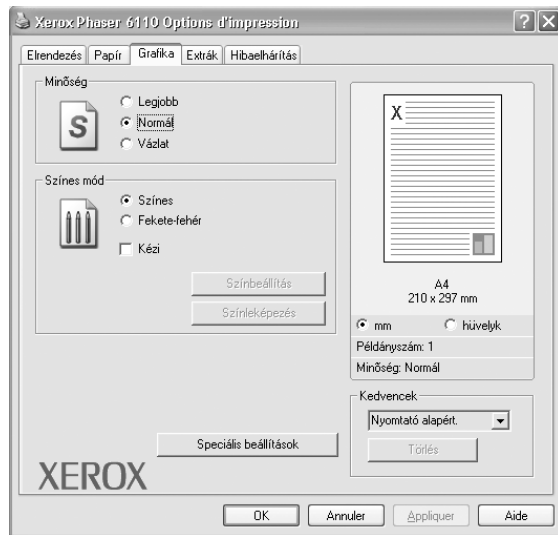 Xerox Phaser 6110 Options d'impression
Elrendezés Papír Grafika Extrák Hibaelhárítás
Minőség
S
Legjobb
Normál
Vázlat
Színes mód
Színes
Fekete-fehér
Kézi
Színbeállítás
Színleképezés
X
A4
210 x 297 mm
mm hüvelyk
Példányszám: 1
Minőség: Normál
Kedvencek
Nyomtató alapért.
Törlés
Speciális beállítások
XEROX
OK Annuler Appliquer Aide